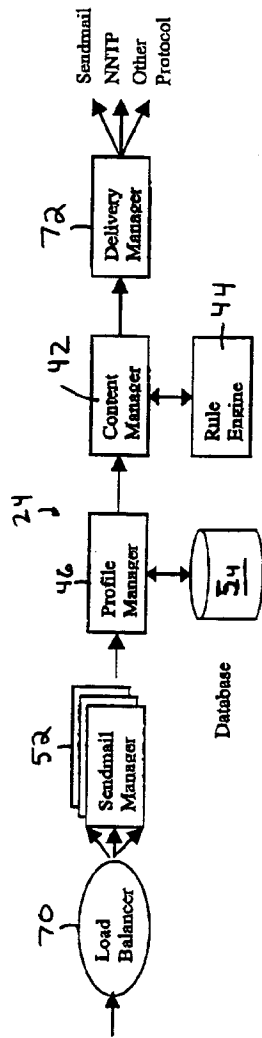 24
70
Load
Balancer
52
Sendmail
Manager
46
Profile
Manager
54
Database
42
Content
Manager
44
Rule
Engine
72
Delivery
Manager
Sendmail
NNTP
Other
Protocol